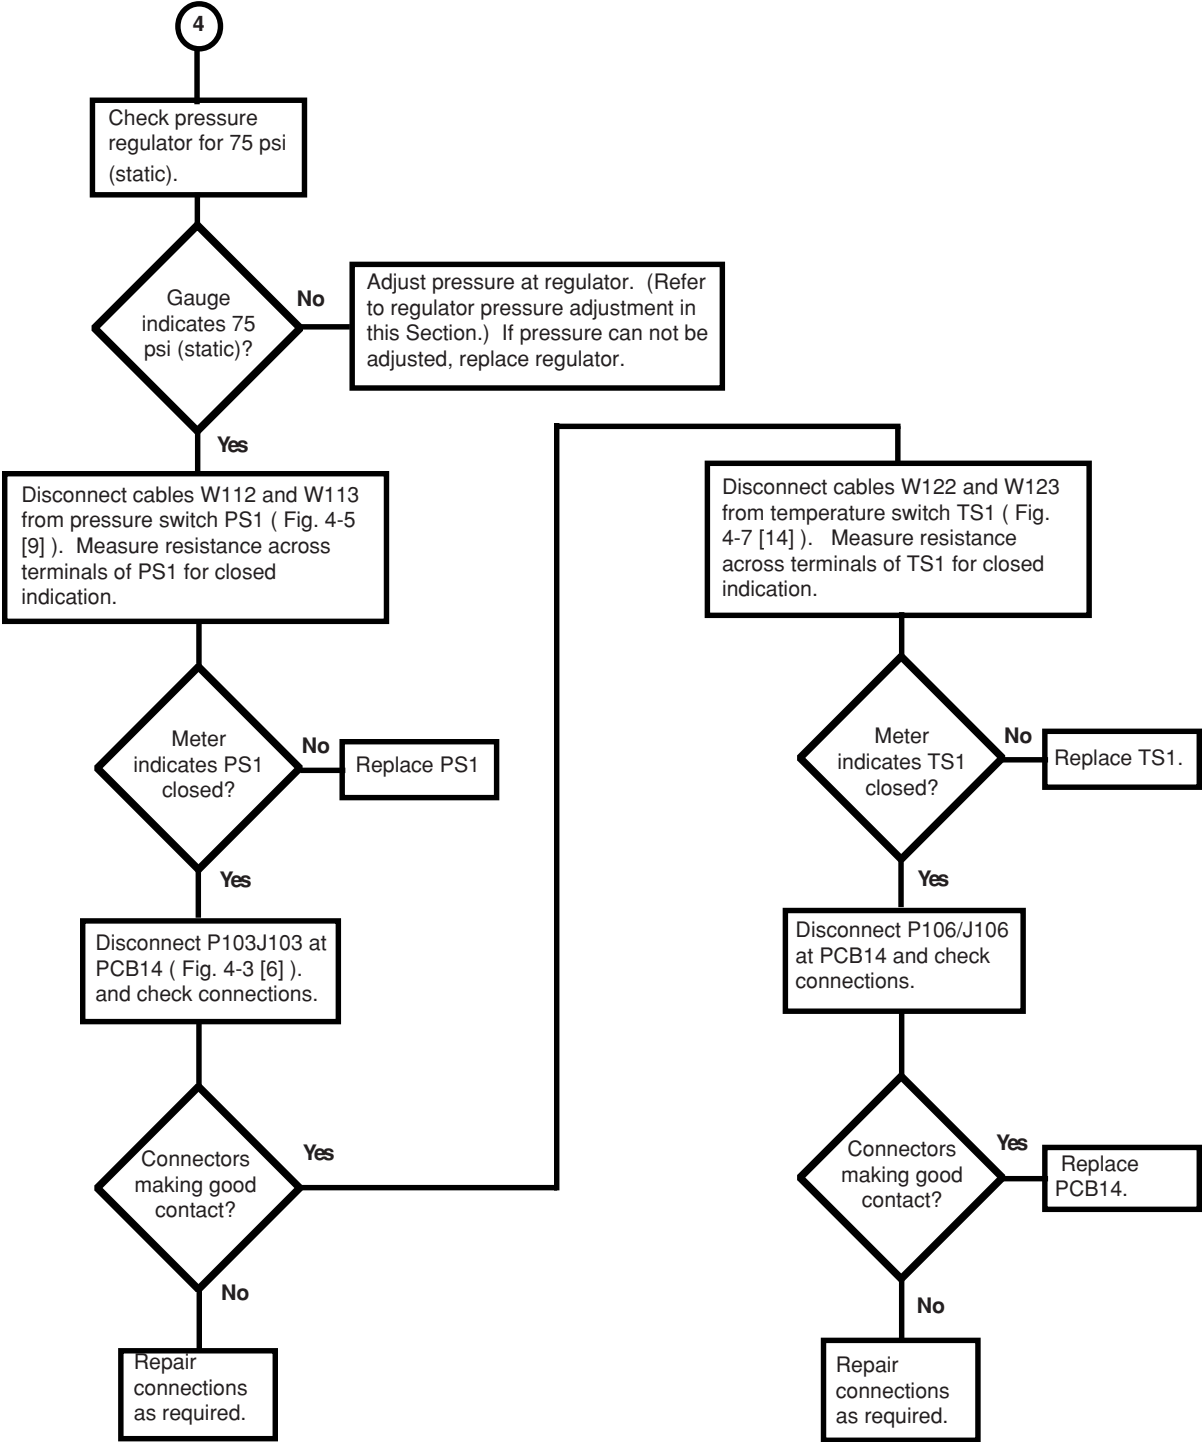 4
Check pressure
regulator for 75 psi
(static).
Gauge
indicates 75
psi (static)?
No
Adjust pressure at regulator. (Refer
to regulator pressure adjustment in
this Section.) If pressure can not be
adjusted, replace regulator.
Yes
Disconnect cables W112 and W113
from pressure switch PS1 ( Fig. 4-5
[9] ). Measure resistance across
terminals of PS1 for closed
indication.
Meter
indicates PS1
closed?
No
Replace PS1
Yes
Disconnect P103J103 at
PCB14 ( Fig. 4-3 [6] ).
and check connections.
Connectors
making good
contact?
Yes
No
Repair
connections
as required.
Disconnect cables W122 and W123
from temperature switch TS1 ( Fig.
4-7 [14] ). Measure resistance
across terminals of TS1 for closed
indication.
Meter
indicates TS1
closed?
No
Replace TS1.
Yes
Disconnect P106/J106
at PCB14 and check
connections.
Connectors
making good
contact?
Yes
Replace
PCB14.
No
Repair
connections
as required.